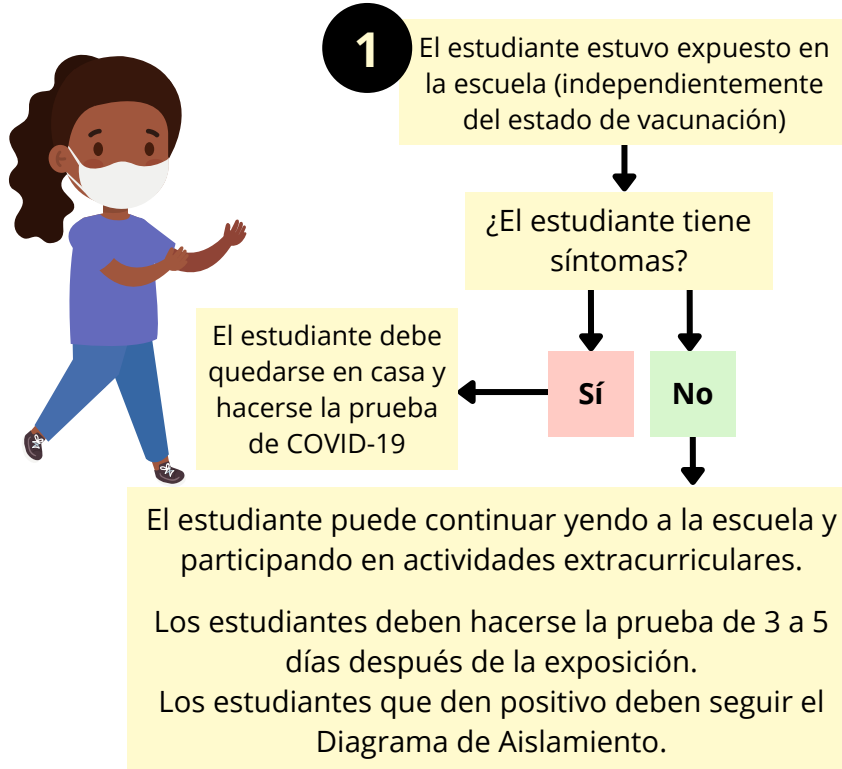 1
El estudiante estuvo expuesto en
la escuela (independientemente
del estado de vacunación)
¿El estudiante tiene
síntomas?
Sí
No
El estudiante debe
quedarse en casa y
hacerse la prueba
de COVID-19
El estudiante puede continuar yendo a la escuela y
participando en actividades extracurriculares.
Los estudiantes deben hacerse la prueba de 3 a 5
días después de la exposición.
Los estudiantes que den positivo deben seguir el
Diagrama de Aislamiento.